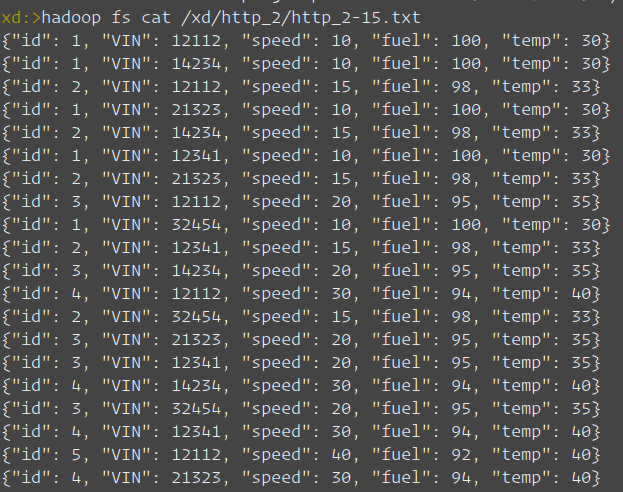 xd:>hadoop fs cat /xd/http_2/http_2-15.txt
{"id": 1, "VIN": 12112, "speed": 10, "fuel": 100, "temp": 30}
{"id": 1, "VIN": 14234, "speed": 10, "fuel": 100, "temp": 30}
{"id": 2, "VIN": 12112, "speed": 15, "fuel": 98, "temp": 33}
{"id": 1, "VIN": 21323, "speed": 10, "fuel": 100, "temp": 30}
{"id": 2, "VIN": 14234, "speed": 15, "fuel": 98, "temp": 33}
{"id": 1, "VIN": 12341, "speed": 10, "fuel": 100, "temp": 30}
{"id": 2, "VIN": 21323, "speed": 15, "fuel": 98, "temp": 33}
{"id": 3, "VIN": 12112, "speed": 20, "fuel": 95, "temp": 35}
{"id": 1, "VIN": 32454, "speed": 10, "fuel": 100, "temp": 30}
{"id": 2, "VIN": 12341, "speed": 15, "fuel": 98, "temp": 33}
{"id": 3, "VIN": 14234, "speed": 20, "fuel": 95, "temp": 35}
{"id": 4, "VIN": 12112, "speed": 30, "fuel": 94, "temp": 40}
{"id": 2, "VIN": 32454, "speed": 15, "fuel": 98, "temp": 33}
{"id": 3, "VIN": 21323, "speed": 20, "fuel": 95, "temp": 35}
{"id": 3, "VIN": 12341, "speed": 20, "fuel": 95, "temp": 35}
{"id": 4, "VIN": 14234, "speed": 30, "fuel": 94, "temp": 40}
{"id": 3, "VIN": 32454, "speed": 20, "fuel": 95, "temp": 35}
{"id": 4, "VIN": 12341, "speed": 30, "fuel": 94, "temp": 40}
{"id": 5, "VIN": 12112, "speed": 40, "fuel": 92, "temp": 40}
{"id": 4, "VIN": 21323, "speed": 30, "fuel": 94, "temp": 40}